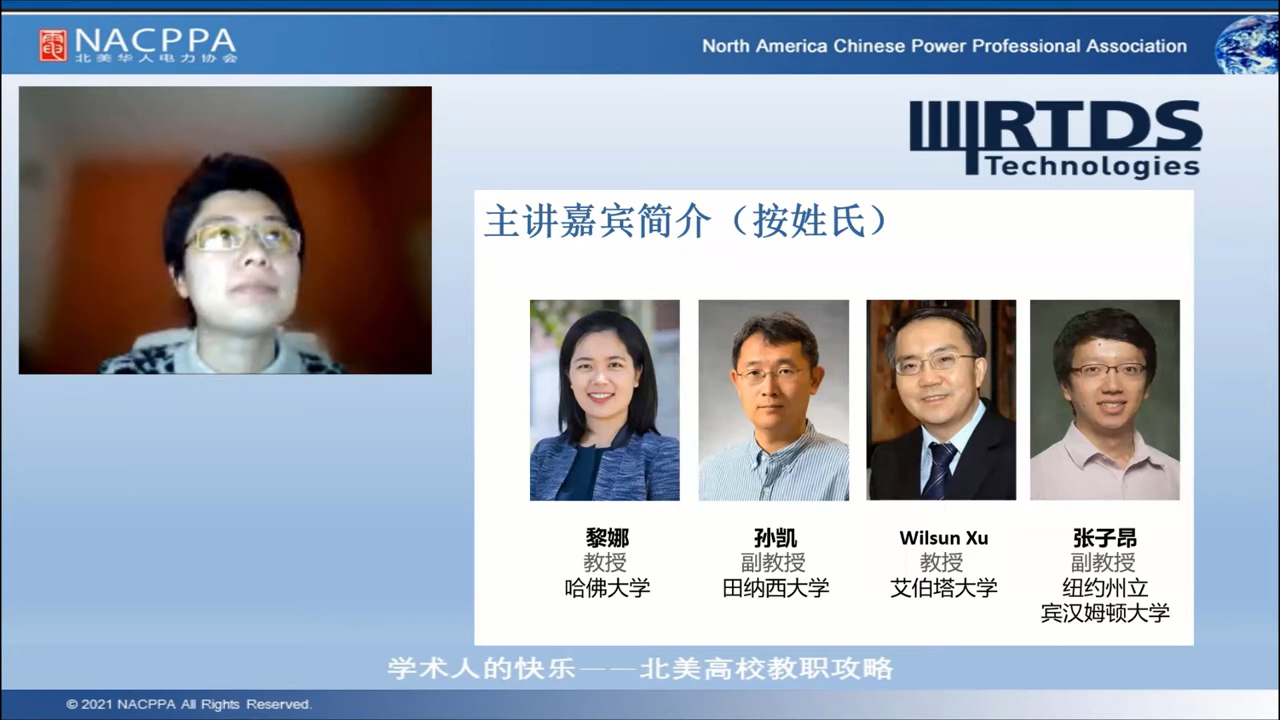 NACPPA
北美华人电力协会
North America Chinese Power Professional Association
RTDS
Technologies
主讲嘉宾简介（按姓氏）
黎娜
教授
哈佛大学
孙凯
副教授
田纳西大学
Wilsun Xu
教授
艾伯塔大学
张子昂
副教授
纽约州立
宾汉姆顿大学
学术人的快乐——北美高校教职攻略
© 2021 NACPPA All Rights Reserved.